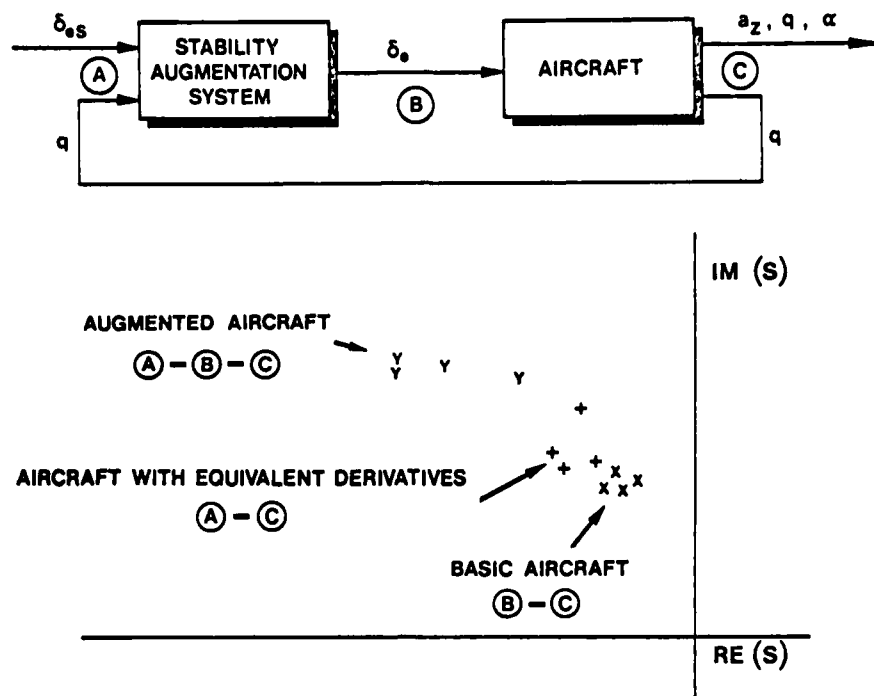 δes
STABILITY
AUGMENTATION
SYSTEM
A
δe
B
AIRCRAFT
az, q, α
C
q
q
IM (S)
AUGMENTED AIRCRAFT
A - B - C
Y
Y
Y
Y
+
+
+
+
AIRCRAFT WITH EQUIVALENT DERIVATIVES
A - C
x
x
x
x
BASIC AIRCRAFT
B - C
RE (S)